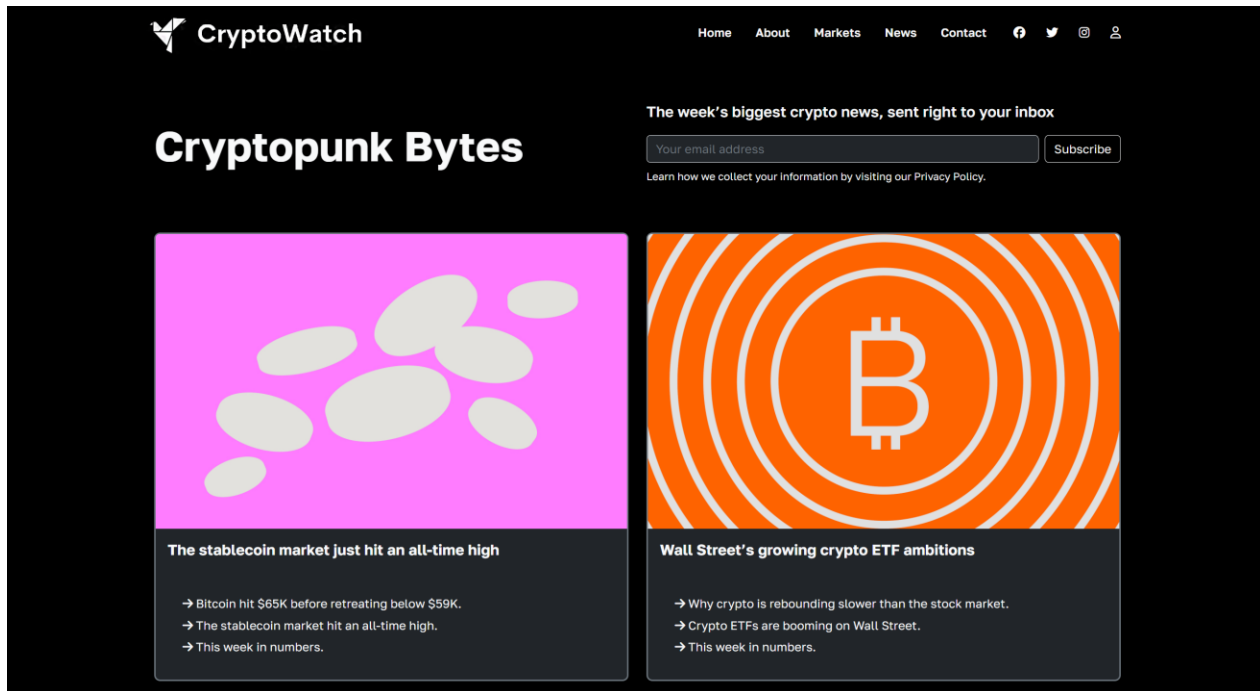 CryptoWatch
Home About Markets News Contact
Cryptopunk Bytes
The week’s biggest crypto news, sent right to your inbox
Your email address
Subscribe
Learn how we collect your information by visiting our Privacy Policy.
The stablecoin market just hit an all-time high
→ Bitcoin hit $65K before retreating below $59K.
→ The stablecoin market hit an all-time high.
→ This week in numbers.
Wall Street’s growing crypto ETF ambitions
→ Why crypto is rebounding slower than the stock market.
→ Crypto ETFs are booming on Wall Street.
→ This week in numbers.